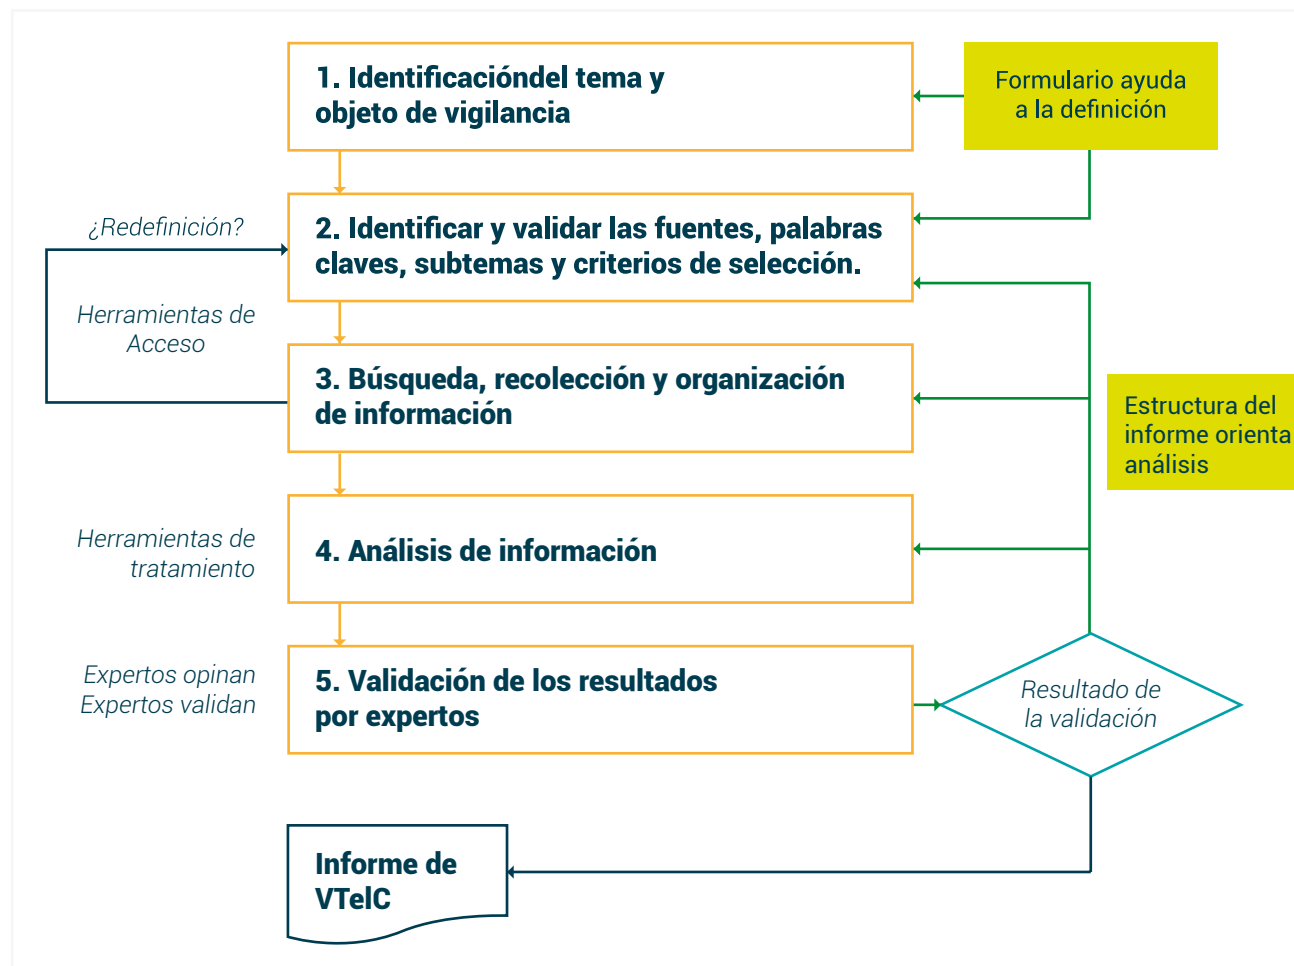 1. Identificacióndel tema y
objeto de vigilancia
Formulario ayuda
a la definición
¿Redefinición?
2. Identificar y validar las fuentes, palabras
claves, subtemas y criterios de selección.
Herramientas de
Acceso
3. Búsqueda, recolección y organización
de información
Estructura del
informe orienta
análisis
Herramientas de
tratamiento
4. Análisis de información
Expertos opinan
Expertos validan
5. Validación de los resultados
por expertos
Resultado de
la validación
Informe de
VTeIC